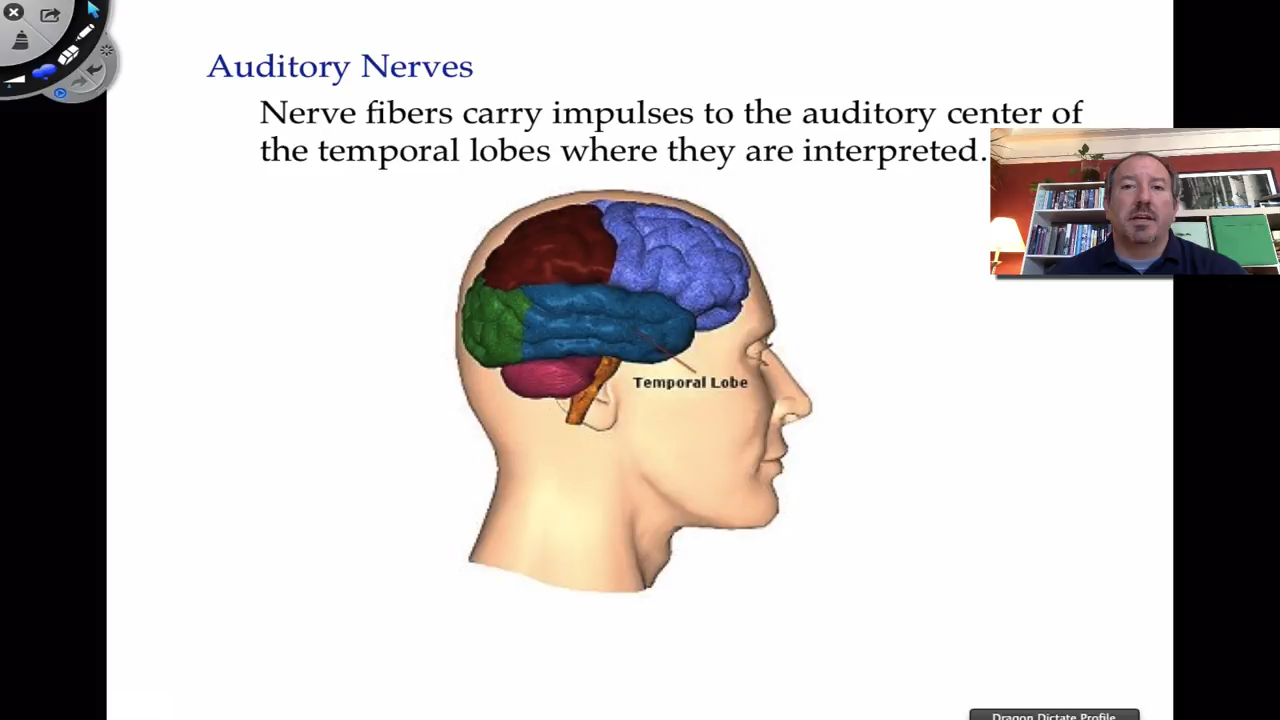 Auditory Nerves
Nerve fibers carry impulses to the auditory center of
the temporal lobes where they are interpreted.
Temporal Lobe
Dragon Dictate Profile